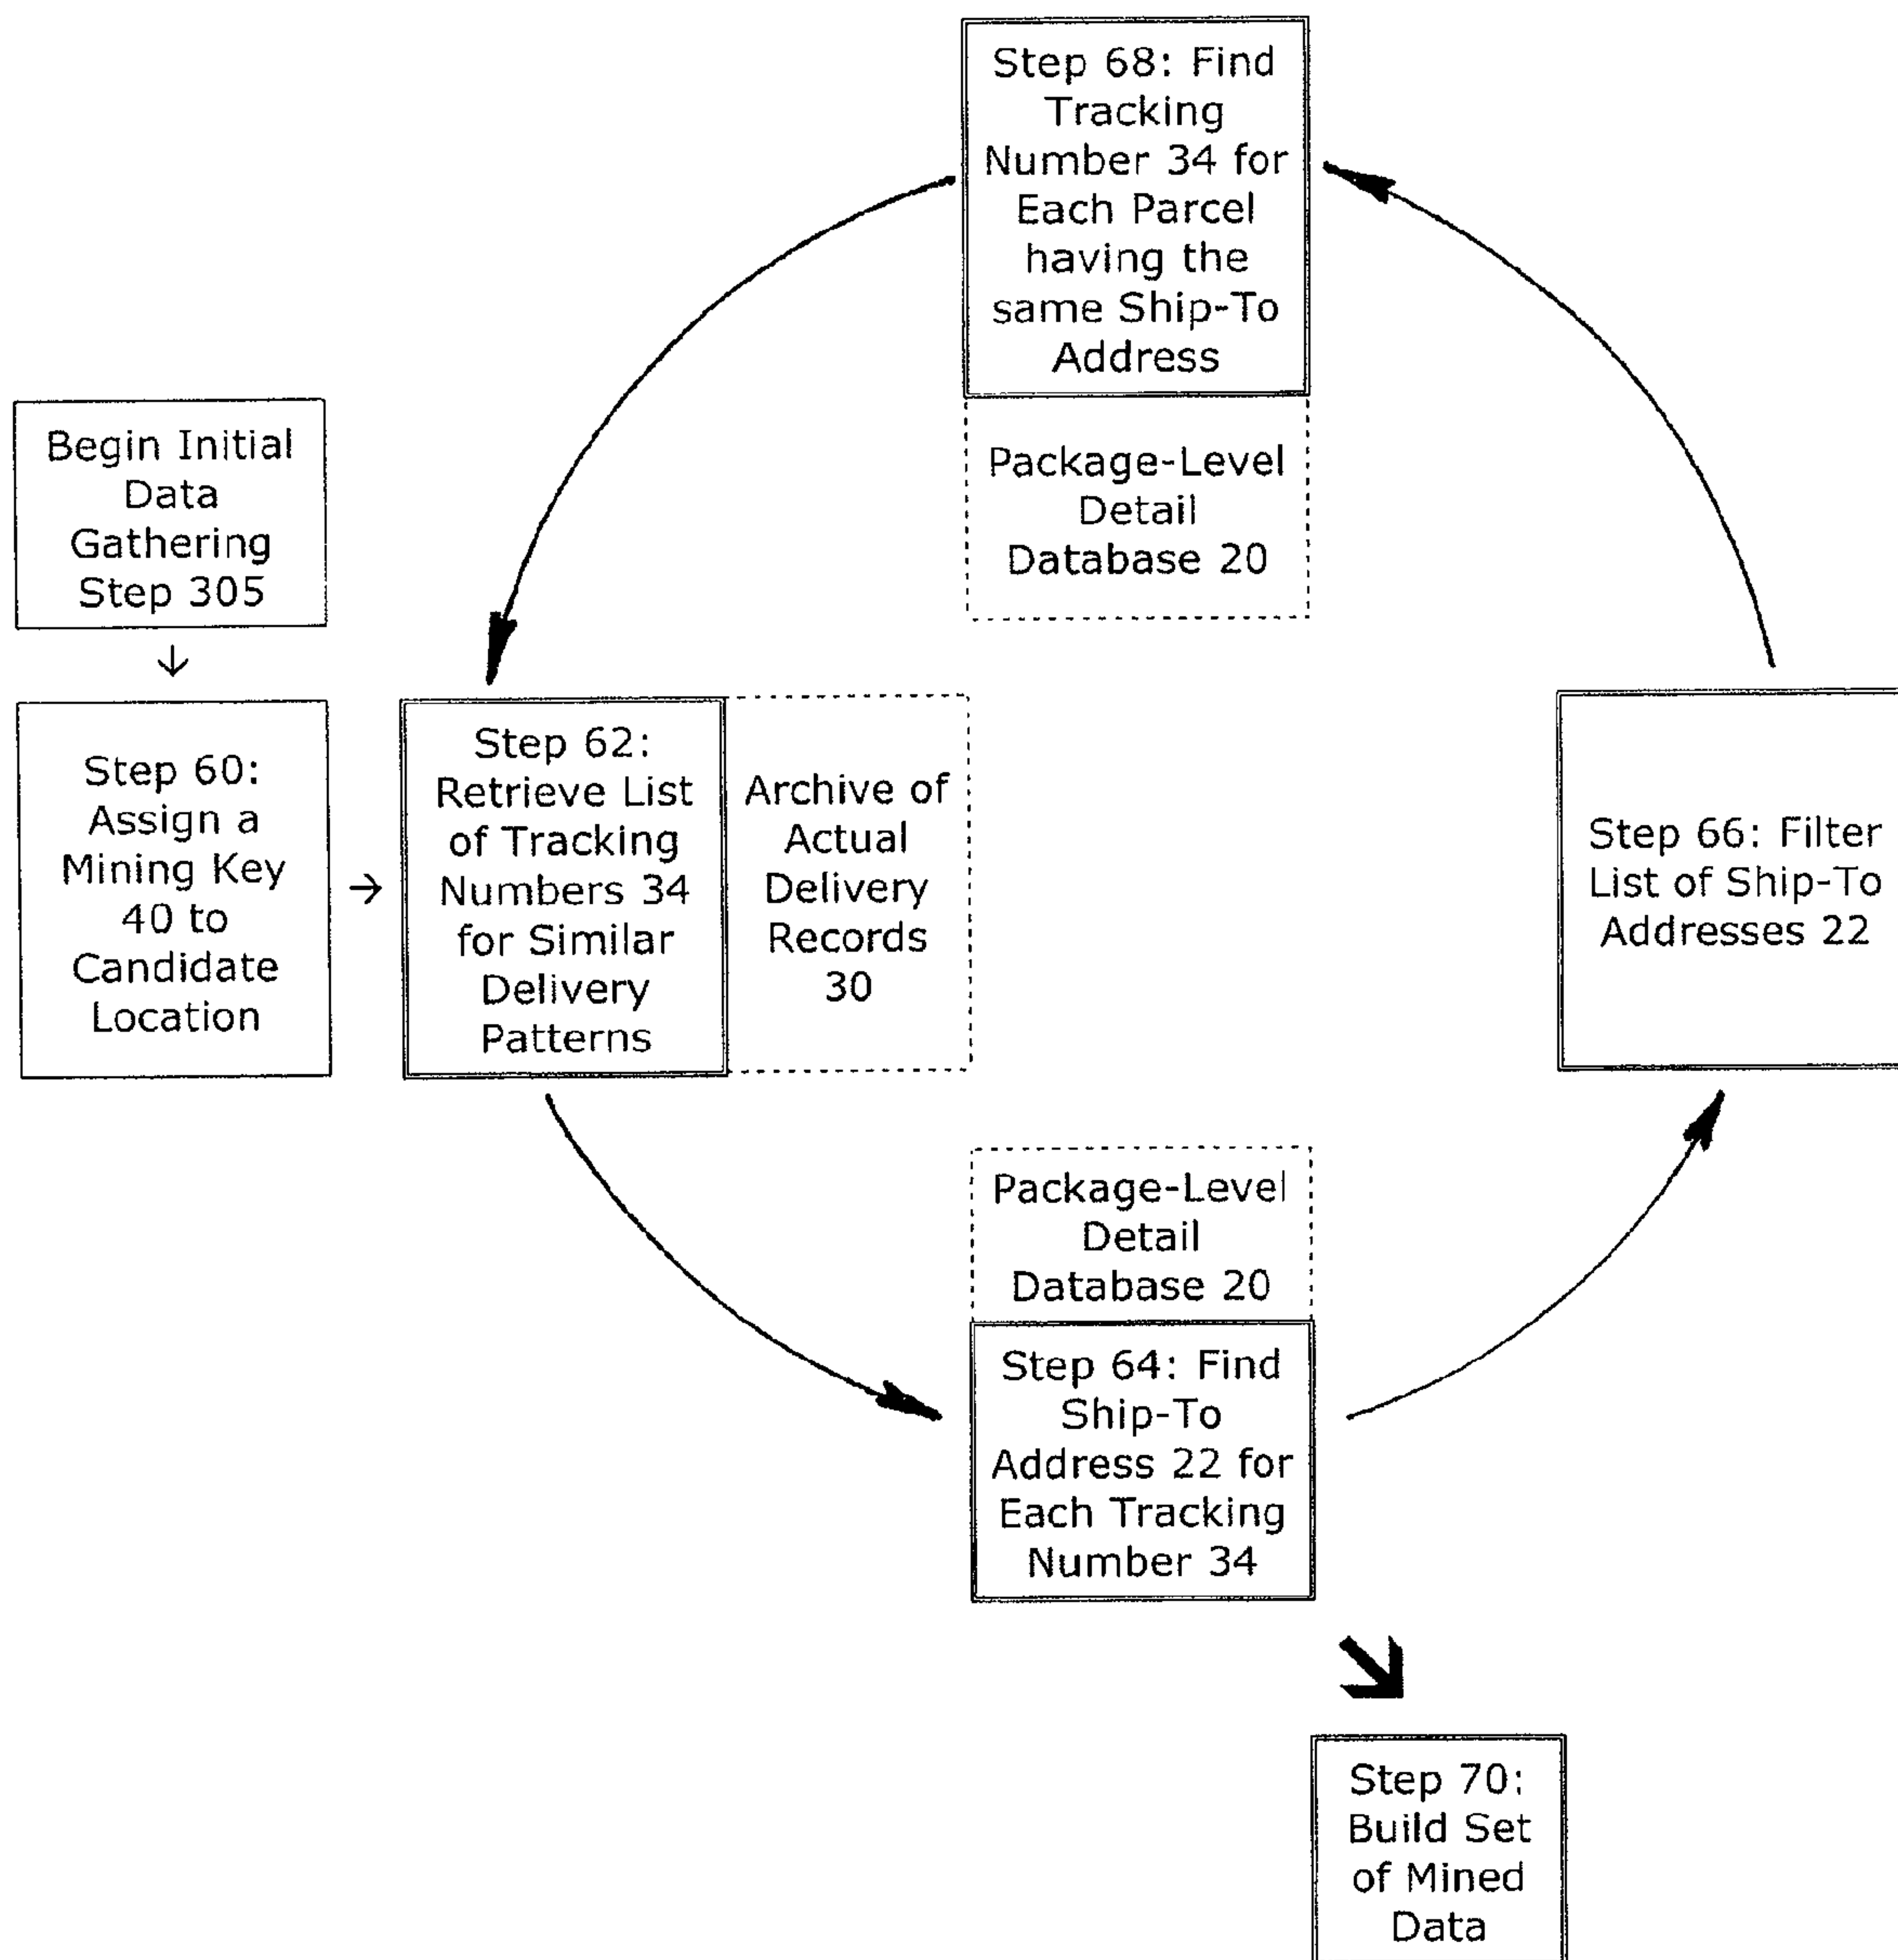 Step 68: Find
Tracking
Number 34 for
Each Parcel
having the
same Ship-To
Address
Package-Level
Detail
Database 20
Begin Initial
Data
Gathering
Step 305
Step 60:
Assign a
Mining Key
40 to
Candidate
Location
Step 62:
Retrieve List
of Tracking
Numbers 34
for Similar
Delivery
Patterns
Archive of
Actual
Delivery
Records
30
Step 66: Filter
List of Ship-To
Addresses 22
Package-Level
Detail
Database 20
Step 64: Find
Ship-To
Address 22 for
Each Tracking
Number 34
Step 70:
Build Set
of Mined
Data